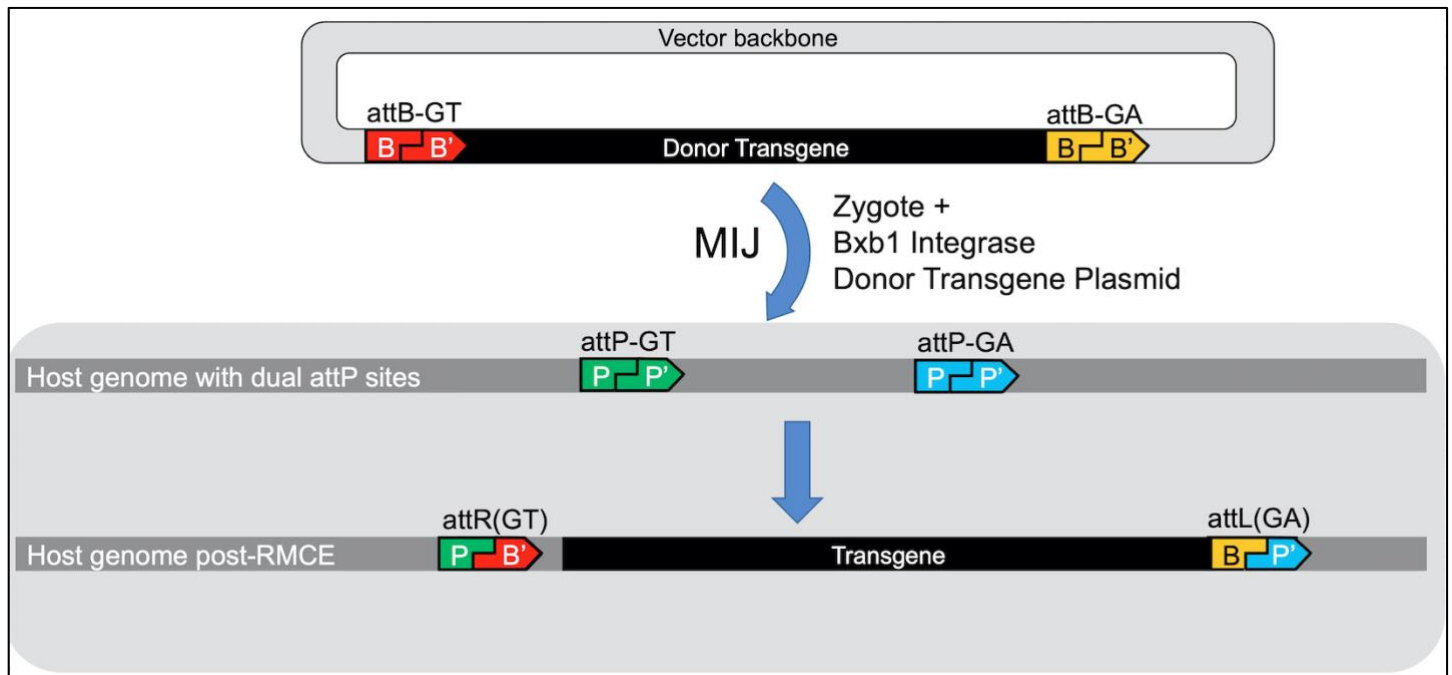 Vector backbone
attB-GT
attB-GA
B B’
Donor Transgene
B B’
MIJ
Zygote +
Bxb1 Integrase
Donor Transgene Plasmid
attP-GT
attP-GA
Host genome with dual attP sites
P P’
P P’
attR(GT)
attL(GA)
Host genome post-RMCE
P B’
Transgene
B P’